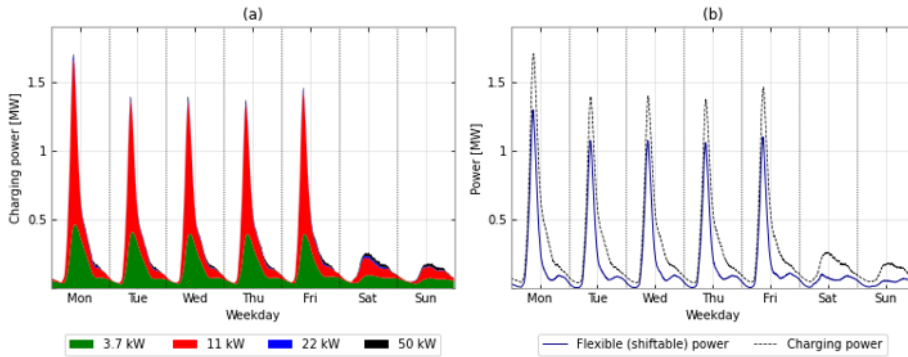 (a)
Charging power [MW]
1.5
1
0.5
Mon Tue Wed Thu Fri Sat Sun
Weekday
3.7 kW 11 kW 22 kW 50 kW
(b)
Power [MW]
1.5
1
0.5
Mon Tue Wed Thu Fri Sat Sun
Weekday
Flexible (shiftable) power Charging power